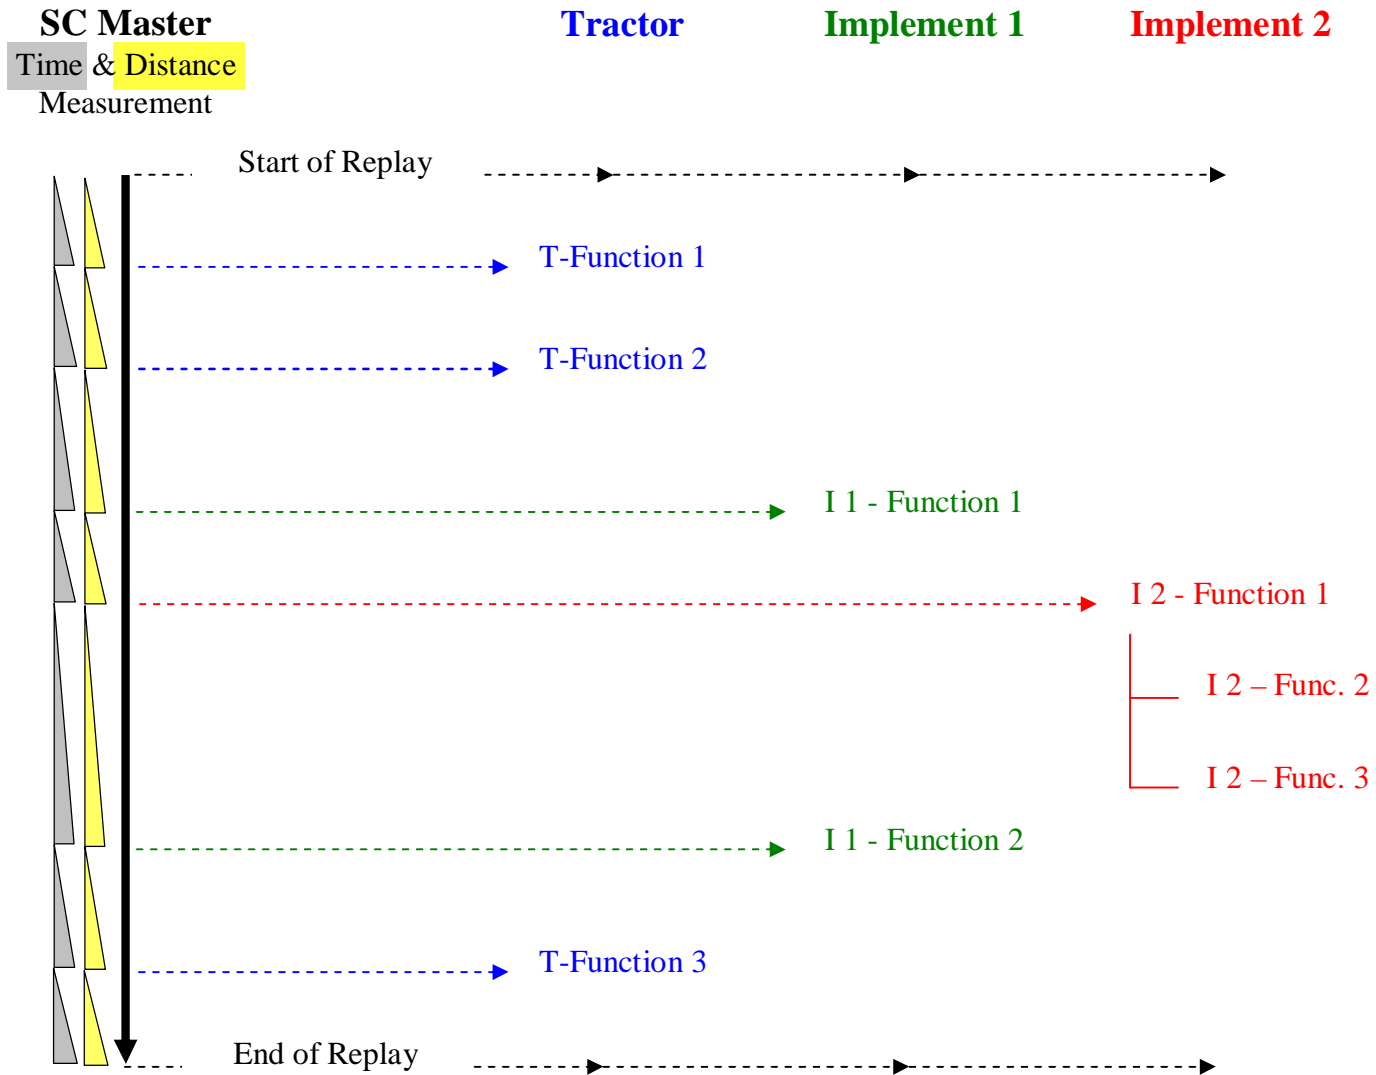 SC Master Tractor Implement 1 Implement 2
Time & Distance
Measurement
Start of Replay
T-Function 1
T-Function 2
I 1 - Function 1
I 2 - Function 1
I 2 – Func. 2
I 2 – Func. 3
I 1 - Function 2
T-Function 3
End of Replay